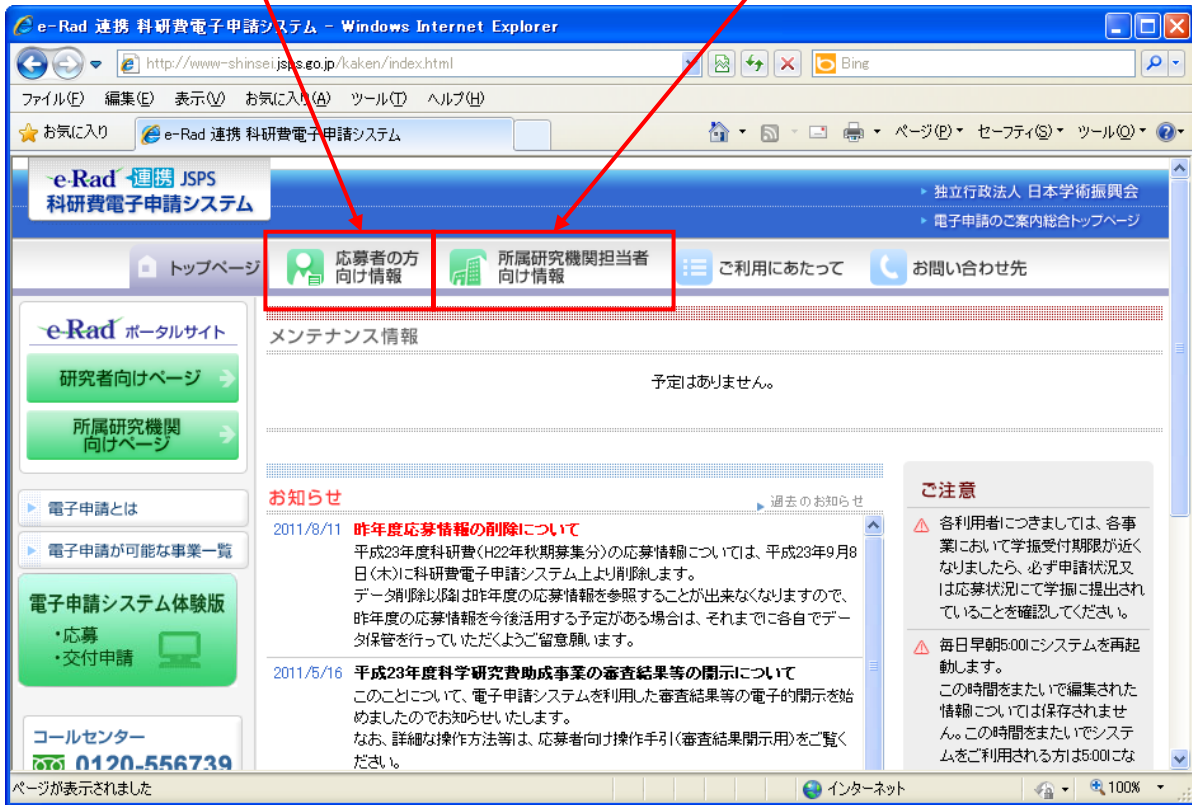 e-Rad 連携 科研費電子申請システム - Windows Internet Explorer
http://www-shinsei.jsps.go.jp/kaken/index.html
Bing
ファイル(F) 編集(E) 表示(V) お気に入り(A) ツール(T) ヘルプ(H)
お気に入り
e-Rad 連携 科研費電子申請システム
ページ(P) セーフティ(S) ツール(O)
e-Rad 連携 JSPS
科研費電子申請システム
独立行政法人 日本学術振興会
電子申請のご案内総合トップページ
トップページ
応募者の方
向け情報
所属研究機関担当者
向け情報
ご利用にあたって
お問い合わせ先
e-Rad ポータルサイト
研究者向けページ
所属研究機関
向けページ
電子申請とは
電子申請が可能な事業一覧
電子申請システム体験版
・応募
・交付申請
コールセンター
0120-556739
メンテナンス情報
予定はありません。
お知らせ
過去のお知らせ
2011/8/11 昨年度応募情報の削除について
平成23年度科研費(H22年秋期募集分)の応募情報については、平成23年9月8
日(木)に科研費電子申請システム上より削除します。
データ削除以降は昨年度の応募情報を参照することが出来なくなりますので、
昨年度の応募情報を今後活用する予定がある場合は、それまでに各自でデー
タ保管を行っていただくようご留意願います。
2011/5/16 平成23年度科学研究費助成事業の審査結果等の開示について
このことについて、電子申請システムを利用した審査結果等の電子的開示を始
めましたのでお知らせいたします。
なお、詳細な操作方法等は、応募者向け操作手引(審査結果開示用)をご覧く
ださい。
ご注意
各利用者につきましては、各事
業において学振受付期限が近く
なりましたら、必ず申請状況又
は応募状況にて学振に提出され
ていることを確認してください。
毎日早朝5:00にシステムを再起
動します。
この時間をまたいで編集された
情報については保存されませ
ん。この時間をまたいでシステ
ムをご利用される方は5:00にな
ページが表示されました
インターネット
100%